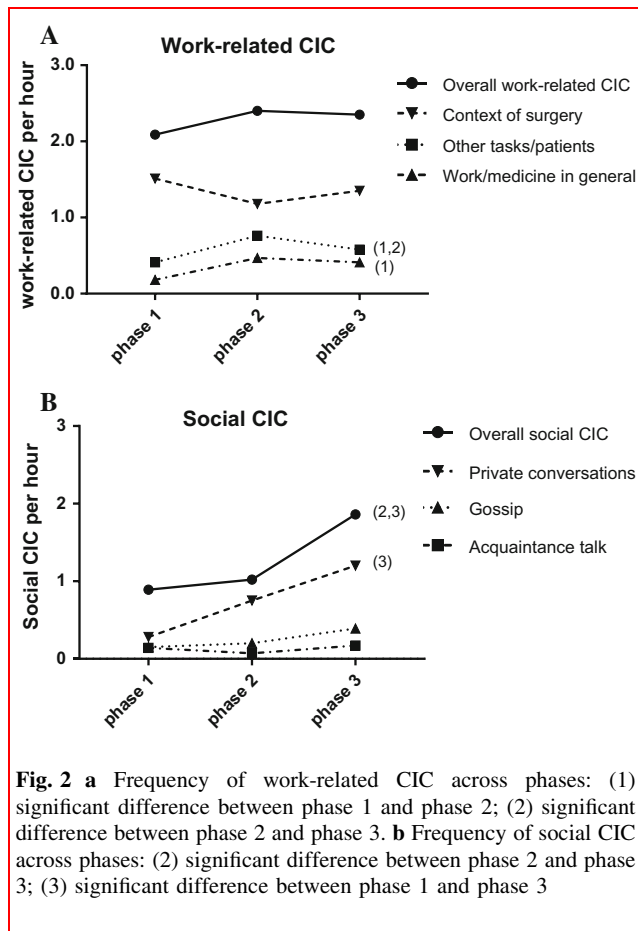 A
Work-related CIC
3.0
2.0
1.0
0.0
work-related CIC per hour
phase 1
phase 2
phase 3
Overall work-related CIC
Context of surgery
Other tasks/patients
Work/medicine in general
(1,2)
(1)
B
Social CIC
3
2
1
0
Social CIC per hour
phase 1
phase 2
phase 3
Overall social CIC
Private conversations
Gossip
Acquaintance talk
(2,3)
(3)
Fig. 2 a Frequency of work-related CIC across phases: (1)
significant difference between phase 1 and phase 2; (2) significant
difference between phase 2 and phase 3. b Frequency of social CIC
across phases: (2) significant difference between phase 2 and phase
3; (3) significant difference between phase 1 and phase 3